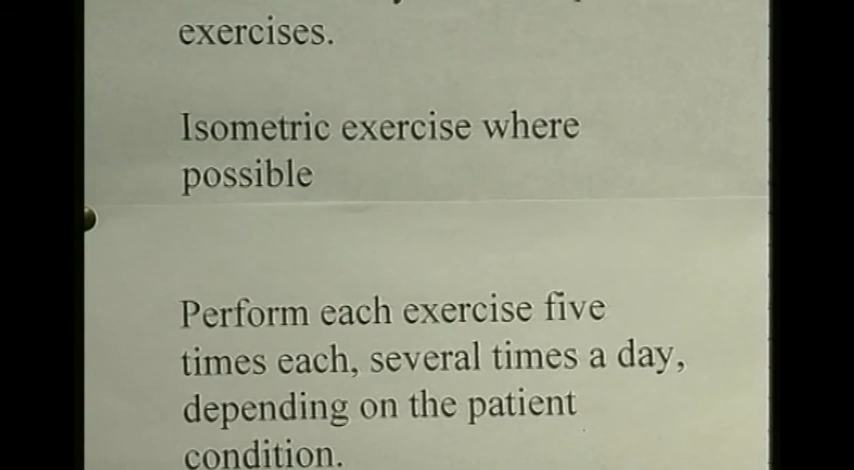 exercises.
Isometric exercise where
possible
Perform each exercise five
times each, several times a day,
depending on the patient
condition.